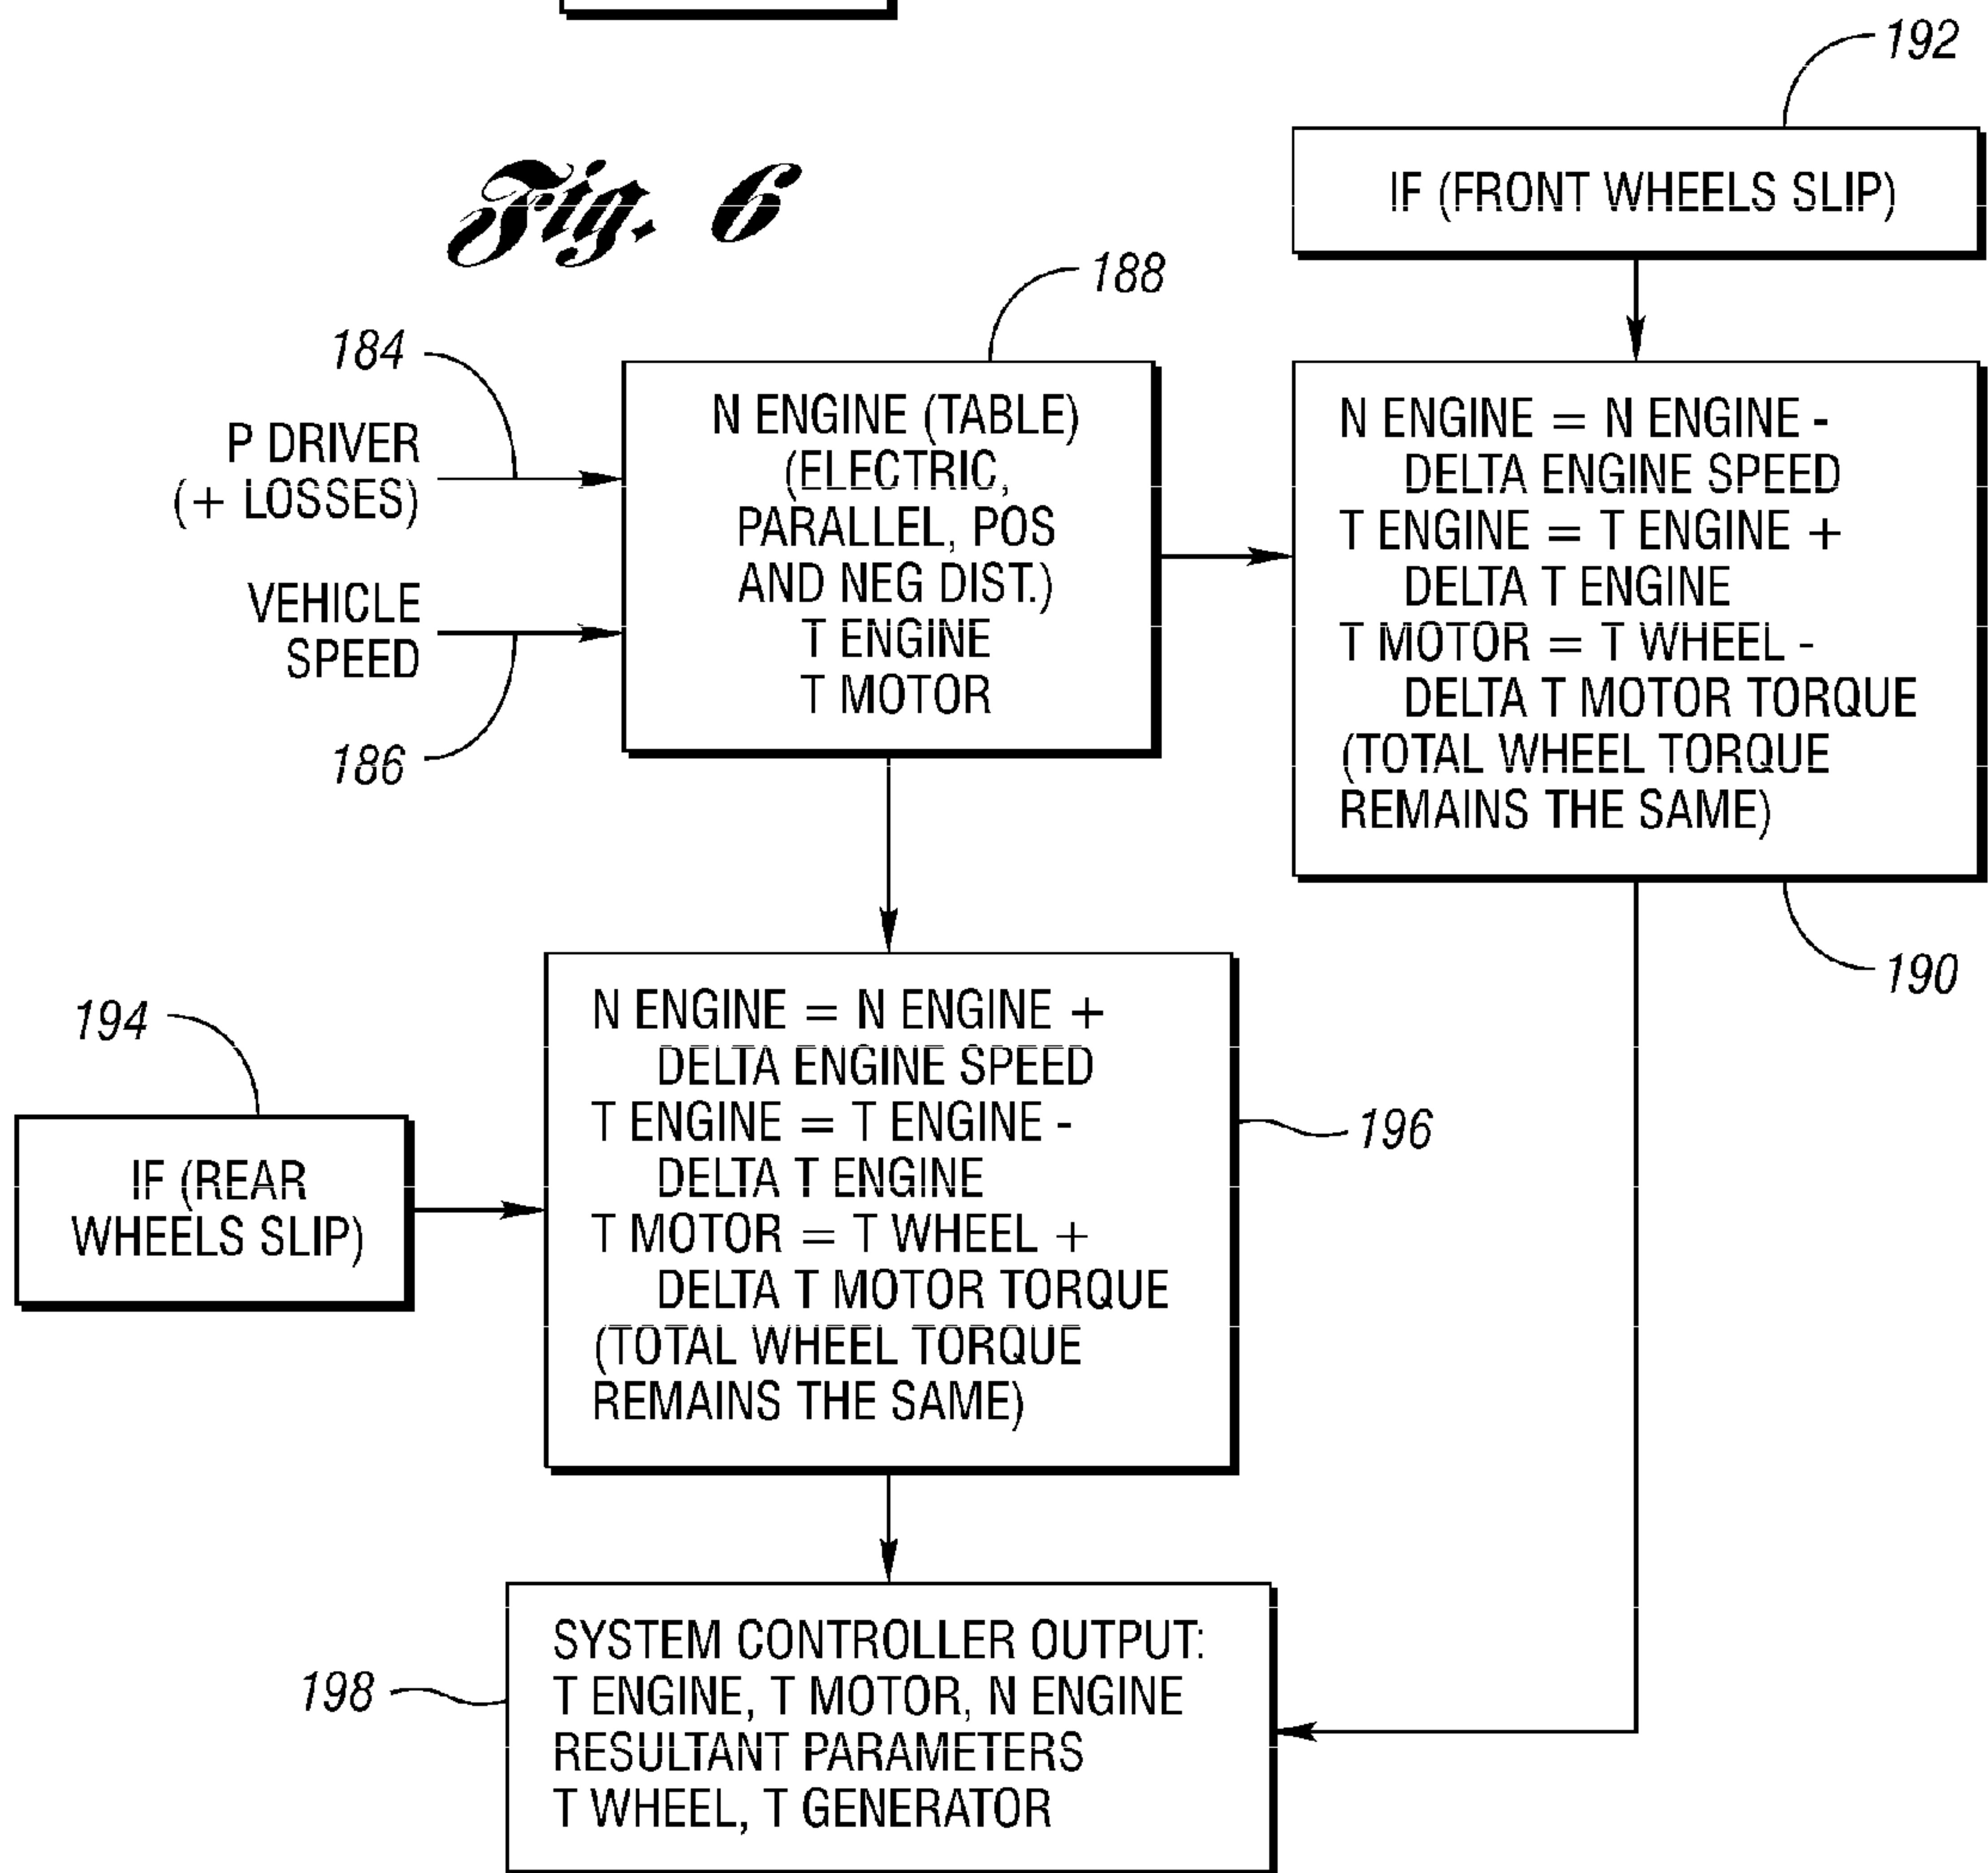 Fig. 6
192
IF (FRONT WHEELS SLIP)
188
184
P DRIVER
(+ LOSSES)
VEHICLE
SPEED
186
N ENGINE (TABLE)
(ELECTRIC,
PARALLEL, POS
AND NEG DIST.)
T ENGINE
T MOTOR
N ENGINE = N ENGINE -
DELTA ENGINE SPEED
T ENGINE = T ENGINE +
DELTA T ENGINE
T MOTOR = T WHEEL -
DELTA T MOTOR TORQUE
(TOTAL WHEEL TORQUE
REMAINS THE SAME)
190
194
IF (REAR
WHEELS SLIP)
N ENGINE = N ENGINE +
DELTA ENGINE SPEED
T ENGINE = T ENGINE -
DELTA T ENGINE
T MOTOR = T WHEEL +
DELTA T MOTOR TORQUE
(TOTAL WHEEL TORQUE
REMAINS THE SAME)
196
198
SYSTEM CONTROLLER OUTPUT:
T ENGINE, T MOTOR, N ENGINE
RESULTANT PARAMETERS
T WHEEL, T GENERATOR